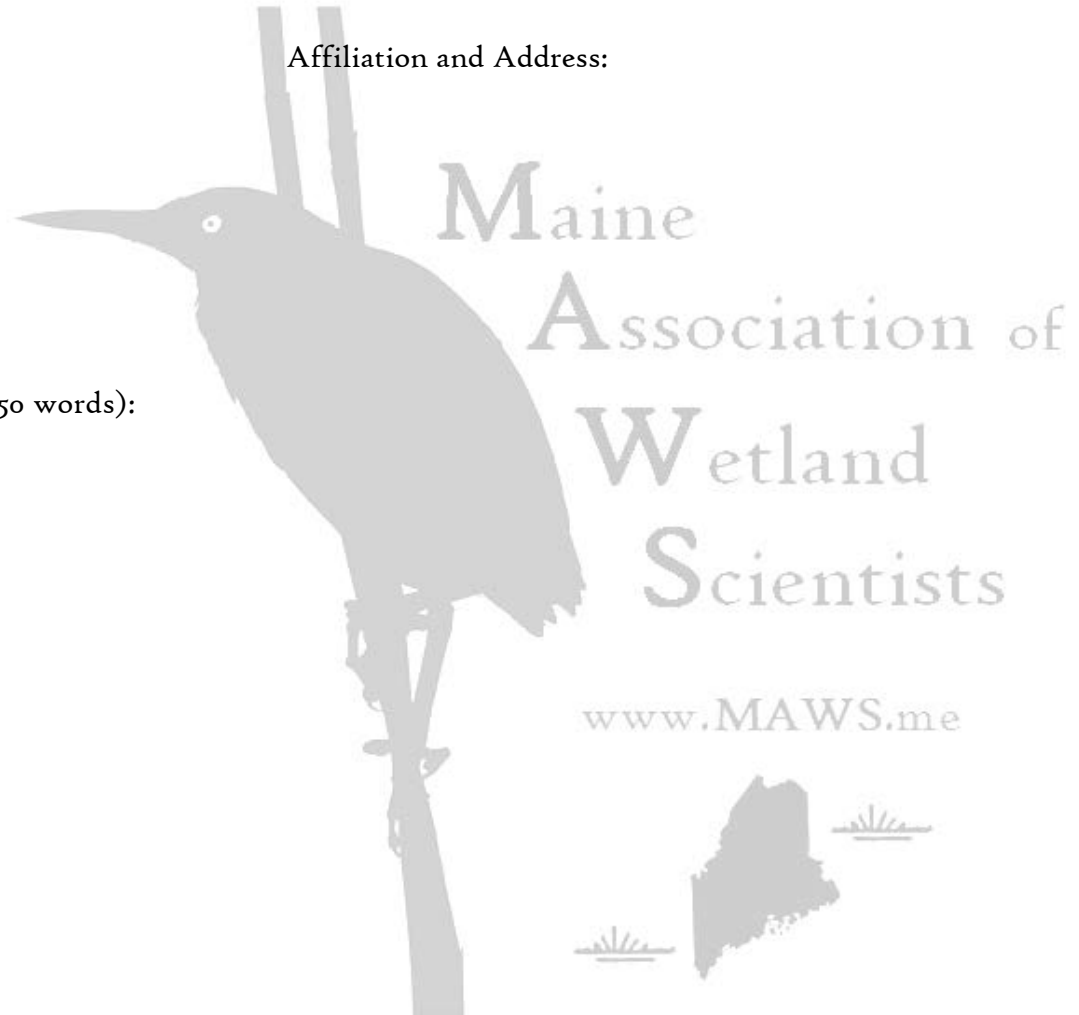 Affiliation and Address:
Maine
Association of
50 words):
Wetland
Scientists
www.MAWS.me